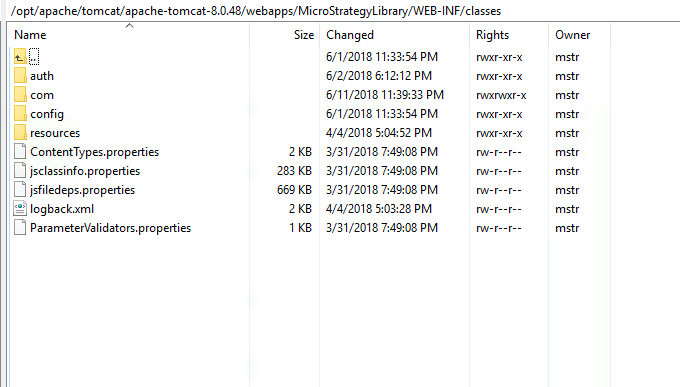 /opt/apache/tomcat/apache-tomcat-8.0.48/webapps/MicroStrategyLibrary/WEB-INF/classes
Name Size Changed Rights Owner
.. 6/1/2018 11:33:54 PM rwxr-xr-x mstr
auth 6/2/2018 6:12:12 PM rwxr-xr-x mstr
com 6/11/2018 11:39:33 PM rwxrwxr-x mstr
config 6/1/2018 11:33:54 PM rwxr-xr-x mstr
resources 4/4/2018 5:04:52 PM rwxr-xr-x mstr
ContentTypes.properties 2 KB 3/31/2018 7:49:08 PM rw-r--r-- mstr
jsclassinfo.properties 283 KB 3/31/2018 7:49:08 PM rw-r--r-- mstr
jsfiledeps.properties 669 KB 3/31/2018 7:49:08 PM rw-r--r-- mstr
logback.xml 2 KB 4/4/2018 5:03:28 PM rw-r--r-- mstr
ParameterValidators.properties 1 KB 3/31/2018 7:49:08 PM rw-r--r-- mstr